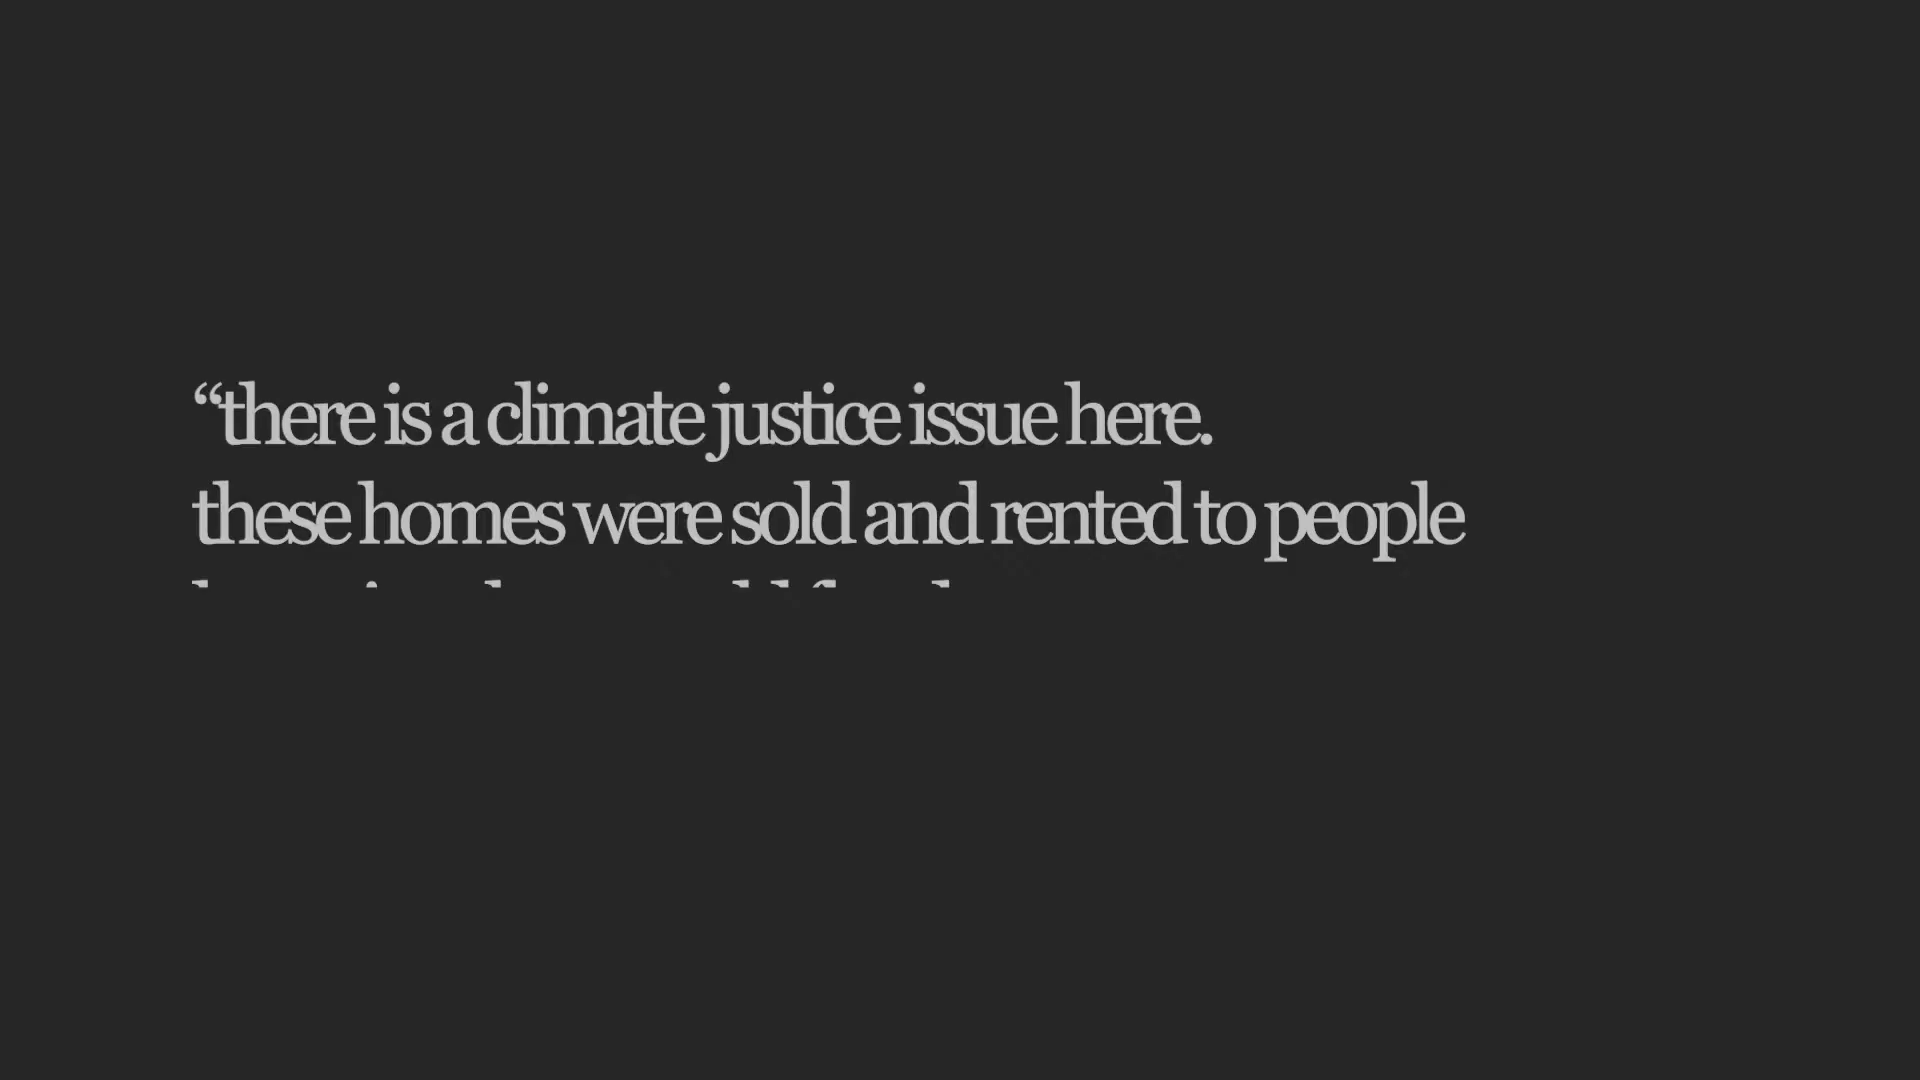 “there is a climate justice issue here.
these homes were sold and rented to people